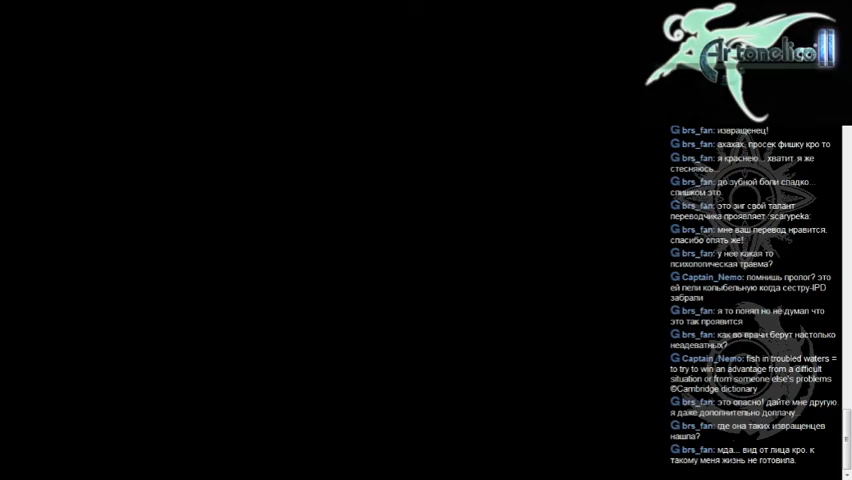 Ar tonelico II
brs_fan: извращенец!
brs_fan: ахахах, просек фишку кро то
brs_fan: я краснею... хватит. я же
стесняюсь...
brs_fan: до зубной боли сладко...
слишком это.
brs_fan: это зиг свой талант
переводчика проявляет :scarypeka:
brs_fan: мне ваш перевод нравится.
спасибо опять же!
brs_fan: у нее какая то
психологическая травма?
Captain_Nemo: помнишь пролог? это
ей пели колыбельную когда сестру-IPD
забрали
brs_fan: я то понял но не думал что
это так проявится
brs_fan: как во врачи берут настолько
неадеватных?
Captain_Nemo: fish in troubled waters =
to try to win an advantage from a difficult
situation or from someone else's problems
©Cambridge dictionary
brs_fan: это опасно! дайте мне другую.
я даже дополнительно доплачу
brs_fan: где она таких извращенцев
нашла?
brs_fan: мда... вид от лица кро. к
такому меня жизнь не готовила.